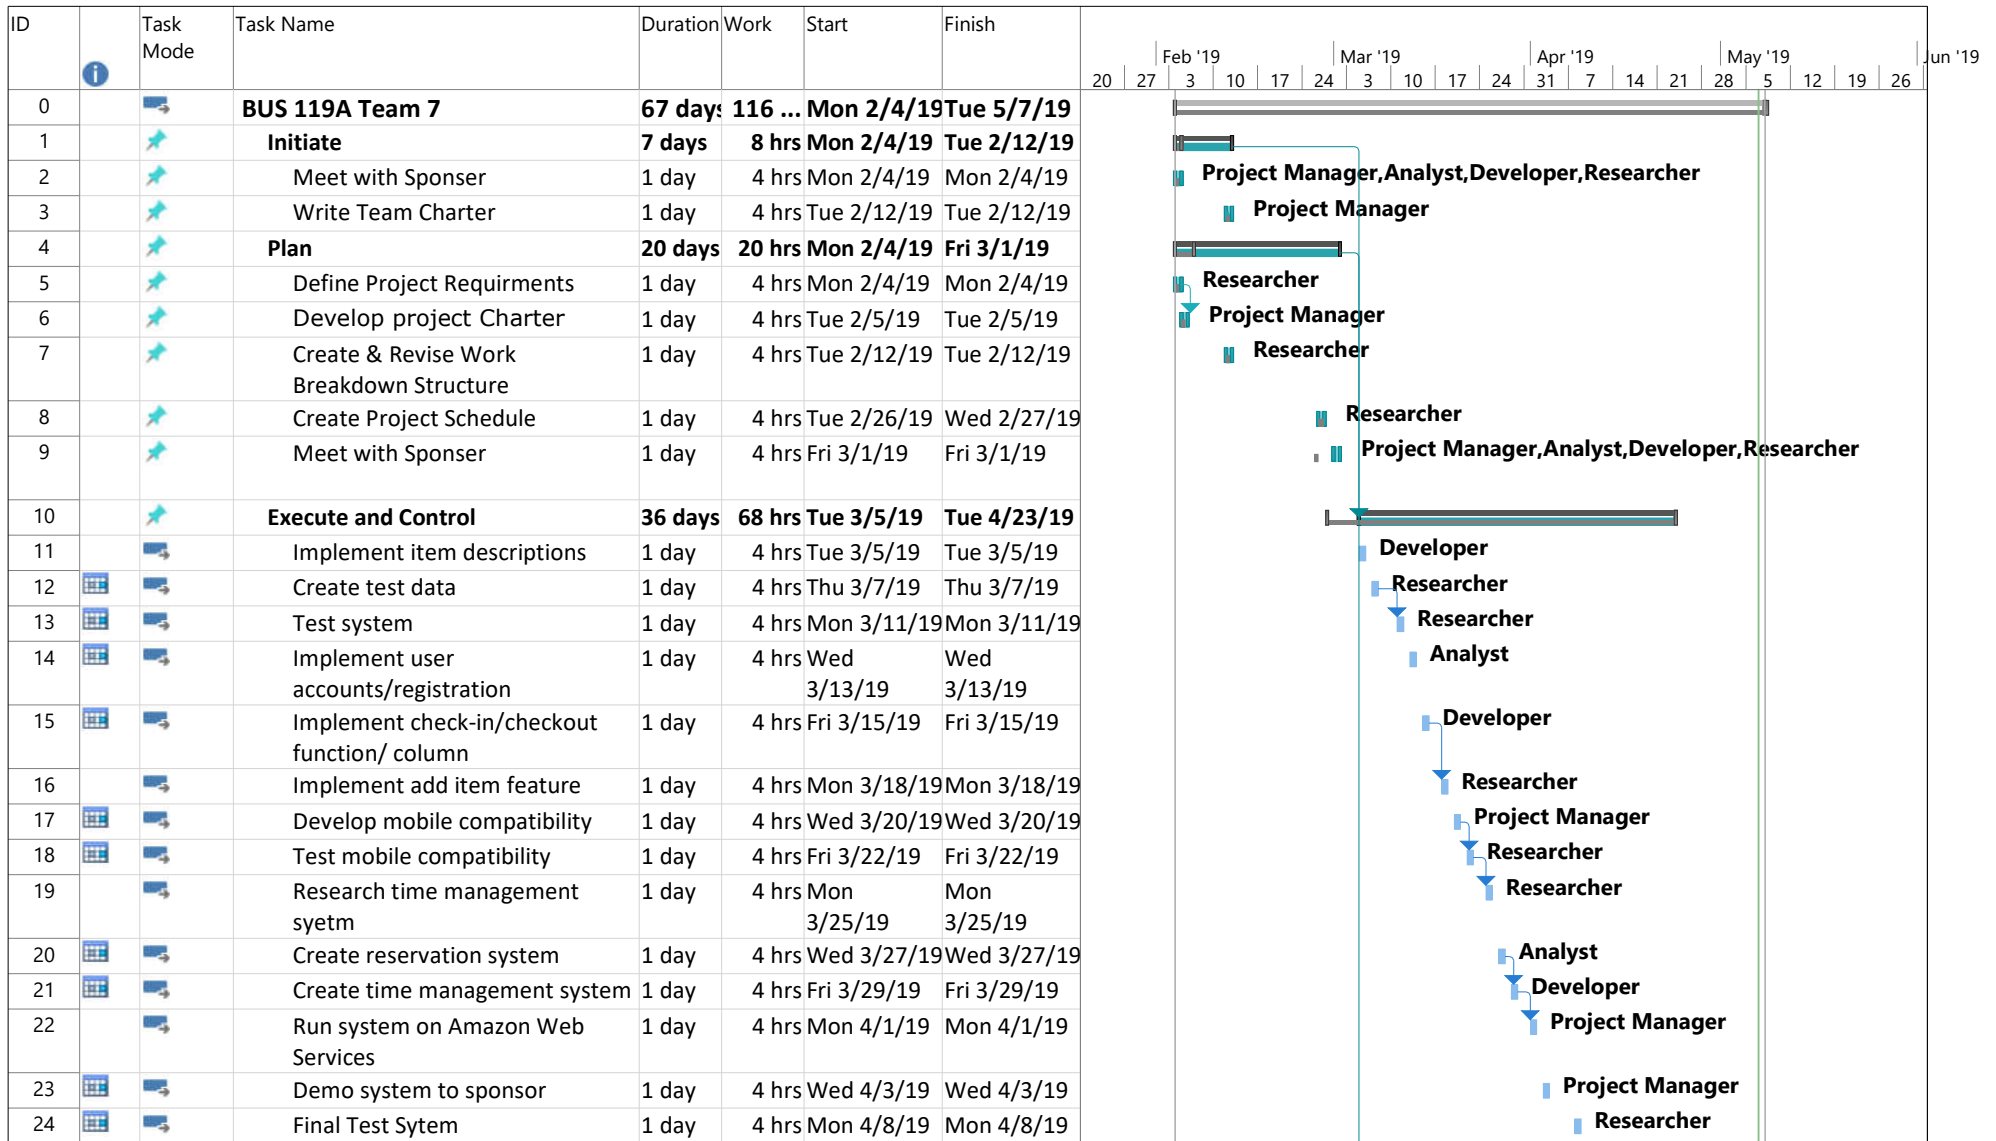 ID Task Mode Task Name Duration Work Start Finish
Feb '19 Mar '19 Apr '19 May '19 Jun '19
20 27 3 10 17 24 3 10 17 24 31 7 14 21 28 5 12 19 26
0 BUS 119A Team 7 67 days 116 ... Mon 2/4/19 Tue 5/7/19
1 Initiate 7 days 8 hrs Mon 2/4/19 Tue 2/12/19
2 Meet with Sponser 1 day 4 hrs Mon 2/4/19 Mon 2/4/19 Project Manager,Analyst,Developer,Researcher
3 Write Team Charter 1 day 4 hrs Tue 2/12/19 Tue 2/12/19 Project Manager
4 Plan 20 days 20 hrs Mon 2/4/19 Fri 3/1/19
5 Define Project Requirments 1 day 4 hrs Mon 2/4/19 Mon 2/4/19 Researcher
6 Develop project Charter 1 day 4 hrs Tue 2/5/19 Tue 2/5/19 Project Manager
7 Create & Revise Work 1 day 4 hrs Tue 2/12/19 Tue 2/12/19 Researcher
Breakdown Structure
8 Create Project Schedule 1 day 4 hrs Tue 2/26/19 Wed 2/27/19 Researcher
9 Meet with Sponser 1 day 4 hrs Fri 3/1/19 Fri 3/1/19 Project Manager,Analyst,Developer,Researcher
10 Execute and Control 36 days 68 hrs Tue 3/5/19 Tue 4/23/19
11 Implement item descriptions 1 day 4 hrs Tue 3/5/19 Tue 3/5/19 Developer
12 Create test data 1 day 4 hrs Thu 3/7/19 Thu 3/7/19 Researcher
13 Test system 1 day 4 hrs Mon 3/11/19 Mon 3/11/19 Researcher
14 Implement user 1 day 4 hrs Wed Wed Analyst
accounts/registration 3/13/19 3/13/19
15 Implement check-in/checkout 1 day 4 hrs Fri 3/15/19 Fri 3/15/19 Developer
function/ column
16 Implement add item feature 1 day 4 hrs Mon 3/18/19 Mon 3/18/19 Researcher
17 Develop mobile compatibility 1 day 4 hrs Wed 3/20/19 Wed 3/20/19 Project Manager
18 Test mobile compatibility 1 day 4 hrs Fri 3/22/19 Fri 3/22/19 Researcher
19 Research time management 1 day 4 hrs Mon Mon Researcher
syetm 3/25/19 3/25/19
20 Create reservation system 1 day 4 hrs Wed 3/27/19 Wed 3/27/19 Analyst
21 Create time management system 1 day 4 hrs Fri 3/29/19 Fri 3/29/19 Developer
22 Run system on Amazon Web 1 day 4 hrs Mon 4/1/19 Mon 4/1/19 Project Manager
Services
23 Demo system to sponsor 1 day 4 hrs Wed 4/3/19 Wed 4/3/19 Project Manager
24 Final Test Sytem 1 day 4 hrs Mon 4/8/19 Mon 4/8/19 Researcher